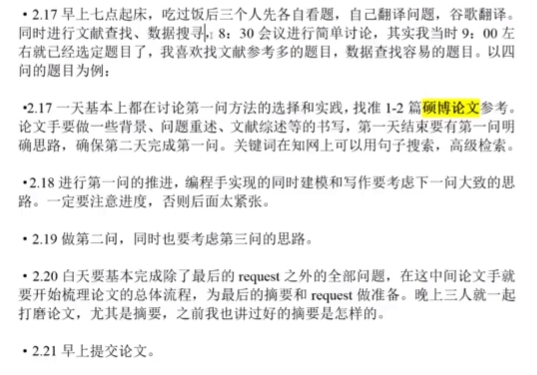 •2.17 早上七点起床，吃过饭后三个人先各自看题，自己翻译问题，谷歌翻译。
同时进行文献查找、数据搜寻，8：30 会议进行简单讨论，其实我当时 9：00 左
右就已经选定题目了，我喜欢找文献参考多的题目，数据查找容易的题目。以四
问的题目为例：
•2.17 一天基本上都在讨论第一问方法的选择和实践，找准 1-2 篇硕博论文参考。
论文手要做一些背景、问题重述、文献综述等的书写，第一天结束要有第一问明
确思路，确保第二天完成第一问。关键词在知网上可以用句子搜索，高级检索。
•2.18 进行第一问的推进，编程手实现的同时建模和写作要考虑下一问大致的思
路。一定要注意进度，否则后面太紧张。
•2.19 做第二问，同时也要考虑第三问的思路。
•2.20 白天要基本完成除了最后的 request 之外的全部问题，在这中间论文手就
要开始梳理论文的总体流程，为最后的摘要和 request 做准备。晚上三人就一起
打磨论文，尤其是摘要，之前我也讲过好的摘要是怎样的。
•2.21 早上提交论文。